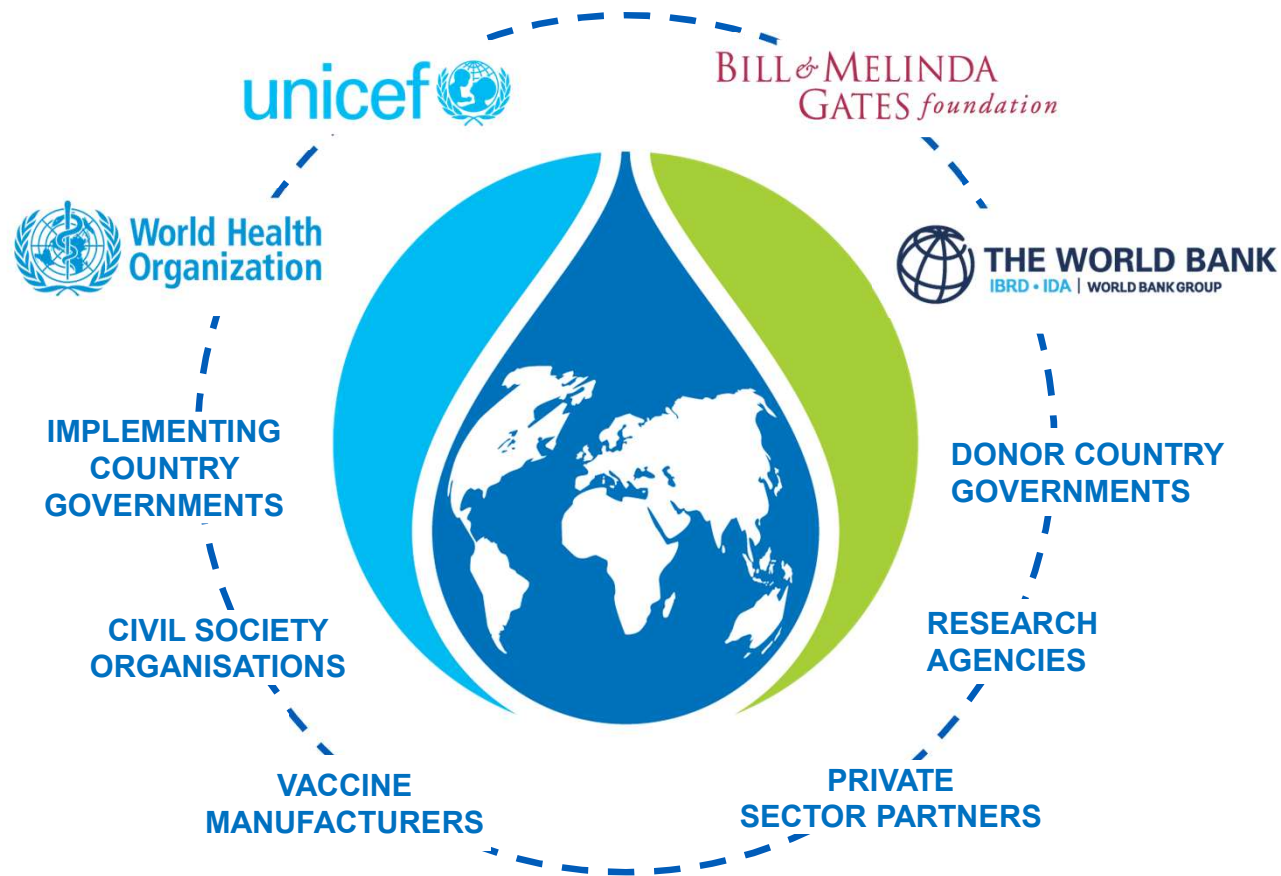 unicef
BILL & MELINDA
GATES foundation
World Health
Organization
THE WORLD BANK
IBRD • IDA | WORLD BANK GROUP
IMPLEMENTING
COUNTRY
GOVERNMENTS
DONOR COUNTRY
GOVERNMENTS
CIVIL SOCIETY
ORGANISATIONS
RESEARCH
AGENCIES
VACCINE
MANUFACTURERS
PRIVATE
SECTOR PARTNERS